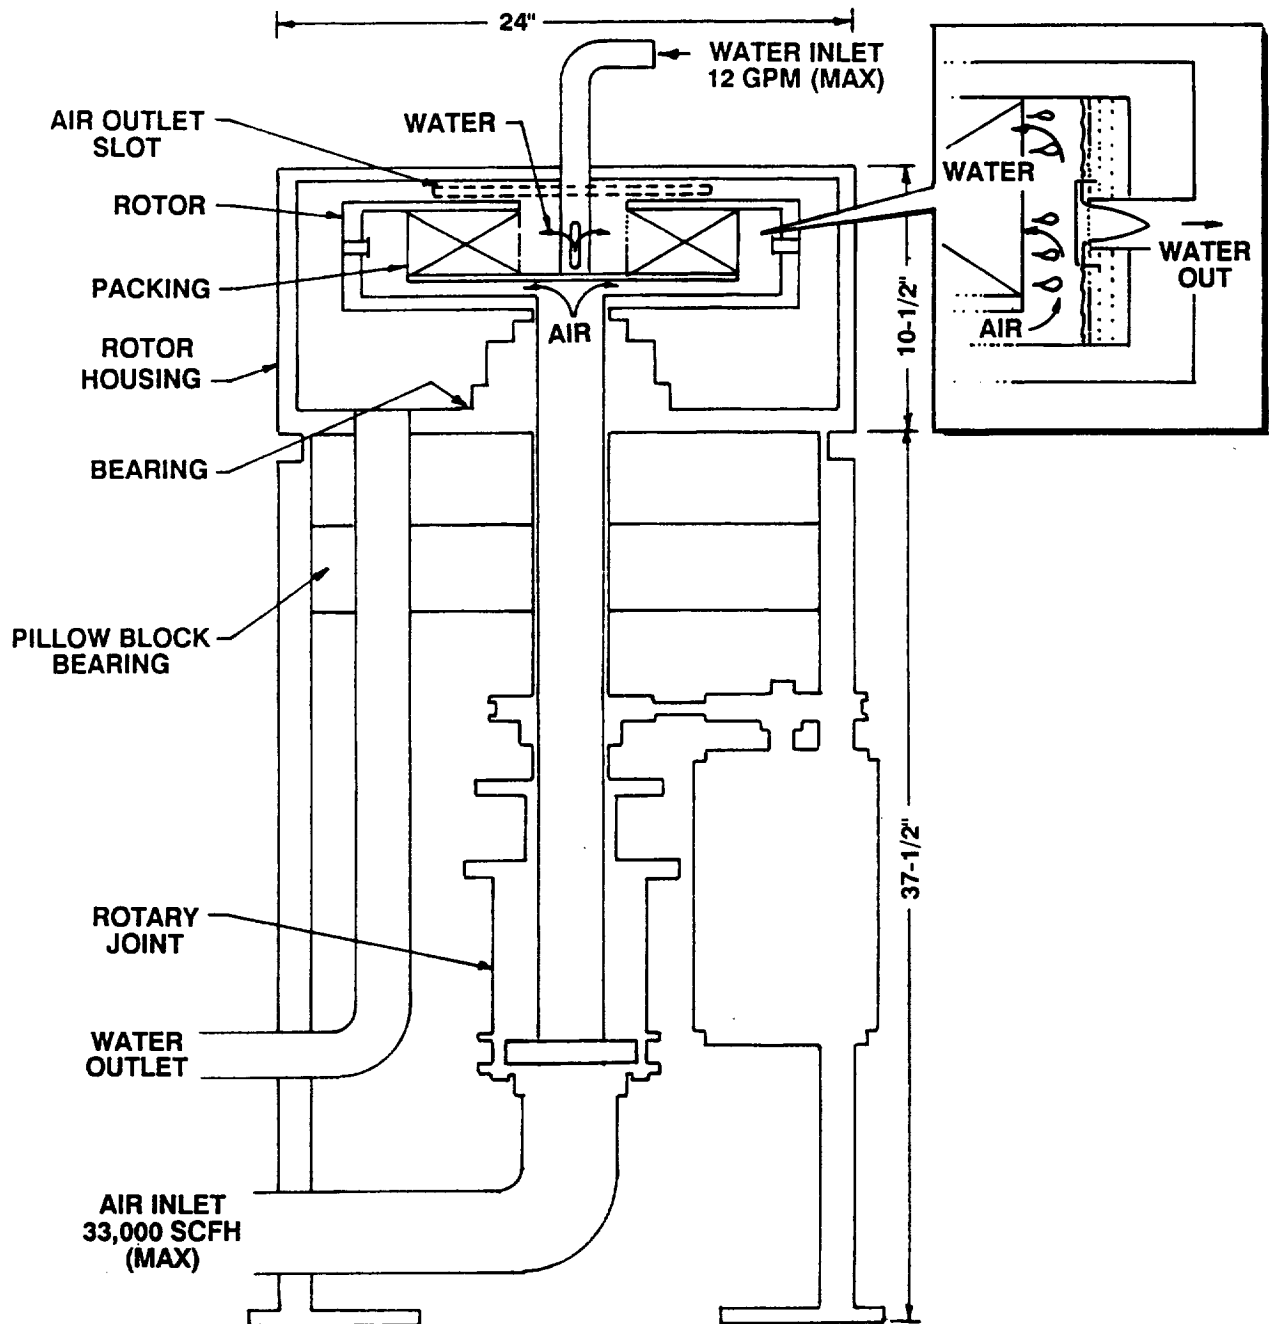 24"
WATER INLET
12 GPM (MAX)
AIR OUTLET
SLOT
WATER
ROTOR
PACKING
AIR
ROTOR
HOUSING
BEARING
10-1/2"
WATER
AIR
WATER
OUT
PILLOW BLOCK
BEARING
37-1/2"
ROTARY
JOINT
WATER
OUTLET
AIR INLET
33,000 SCFH
(MAX)